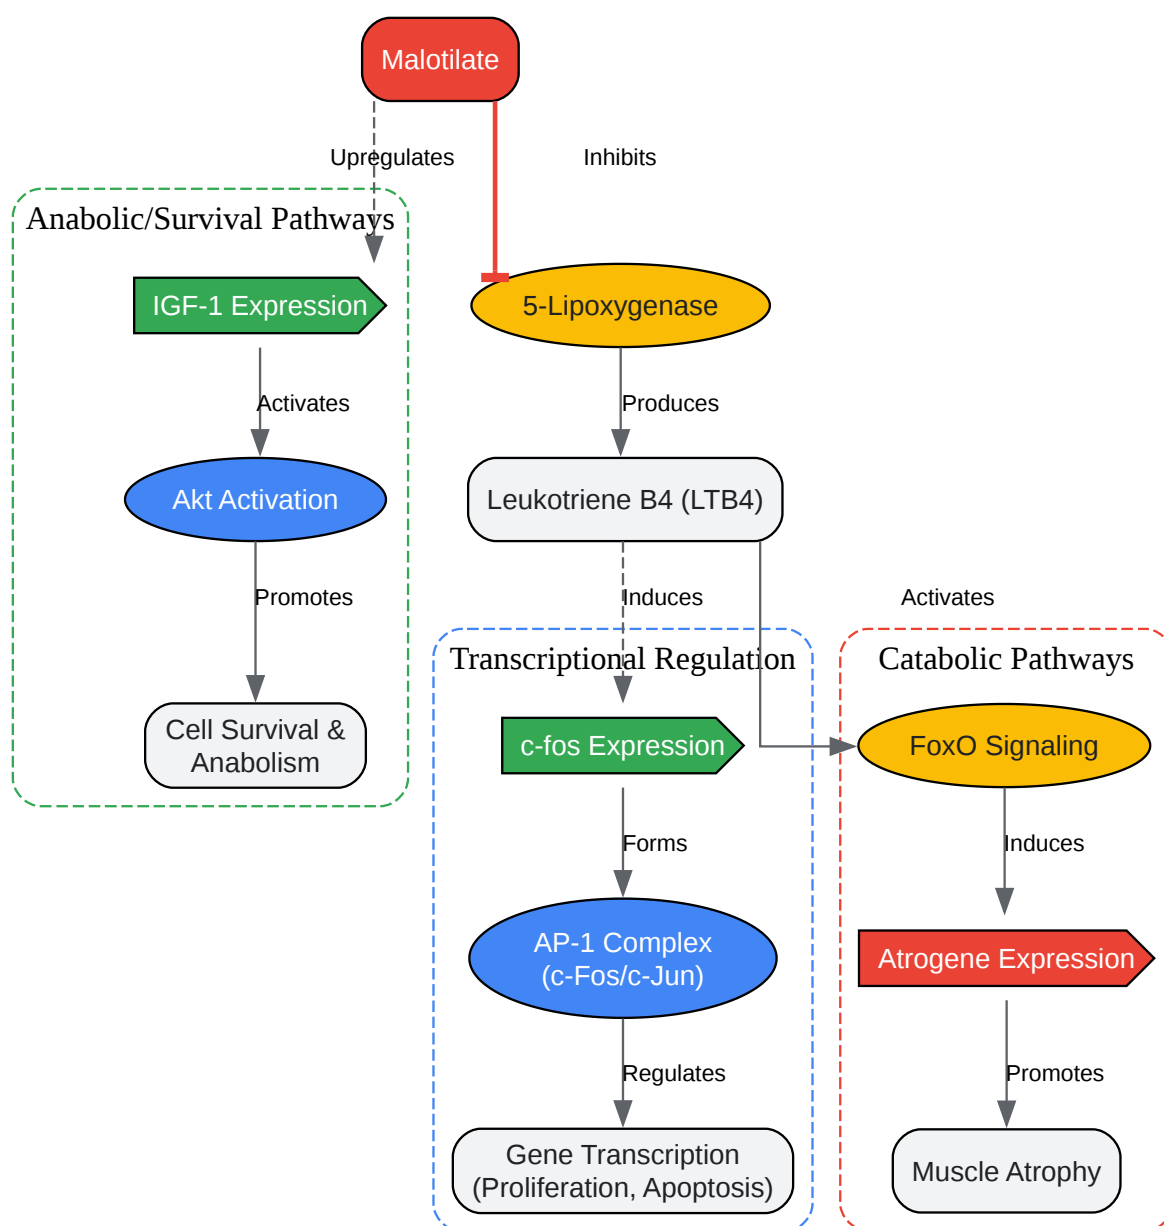 Malotilate
Upregulates
Inhibits
Anabolic/Survival Pathways
IGF-1 Expression
5-Lipoxygenase
Activates
Produces
Akt Activation
Leukotriene B4 (LTB4)
Promotes
Induces
Activates
Transcriptional Regulation
Catabolic Pathways
Cell Survival &
Anabolism
c-fos Expression
FoxO Signaling
Forms
Induces
AP-1 Complex
(c-Fos/c-Jun)
Atrogene Expression
Regulates
Promotes
Gene Transcription
(Proliferation, Apoptosis)
Muscle Atrophy